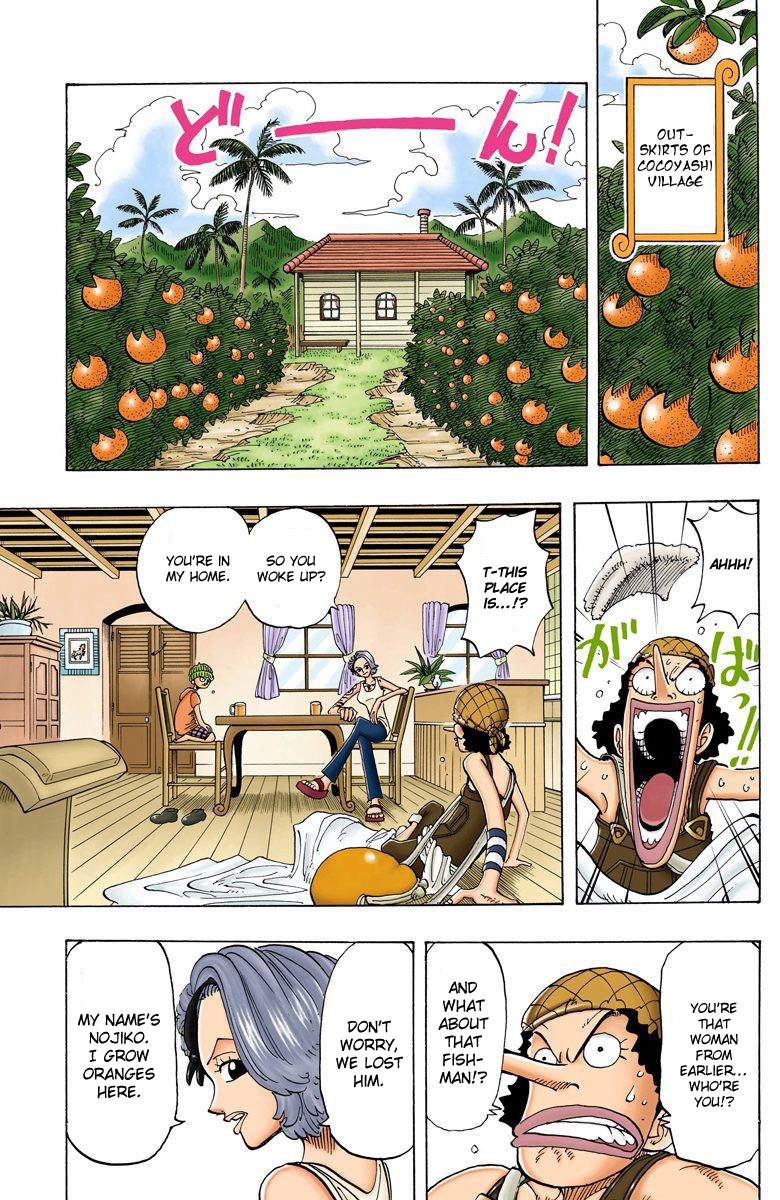 OUT-
SKIRTS OF
COCOYASHI
VILLAGE
どーん!
AHHH!
がばっ!!
T-THIS
PLACE
IS...!?
SO YOU
WOKE UP?
YOU'RE IN
MY HOME.
YOU'RE
THAT
WOMAN
FROM
EARLIER...
WHO'RE
YOU!?
AND
WHAT
ABOUT
THAT
FISH-
MAN!?
DON'T
WORRY,
WE LOST
HIM.
MY NAME'S
NOJIKO.
I GROW
ORANGES
HERE.